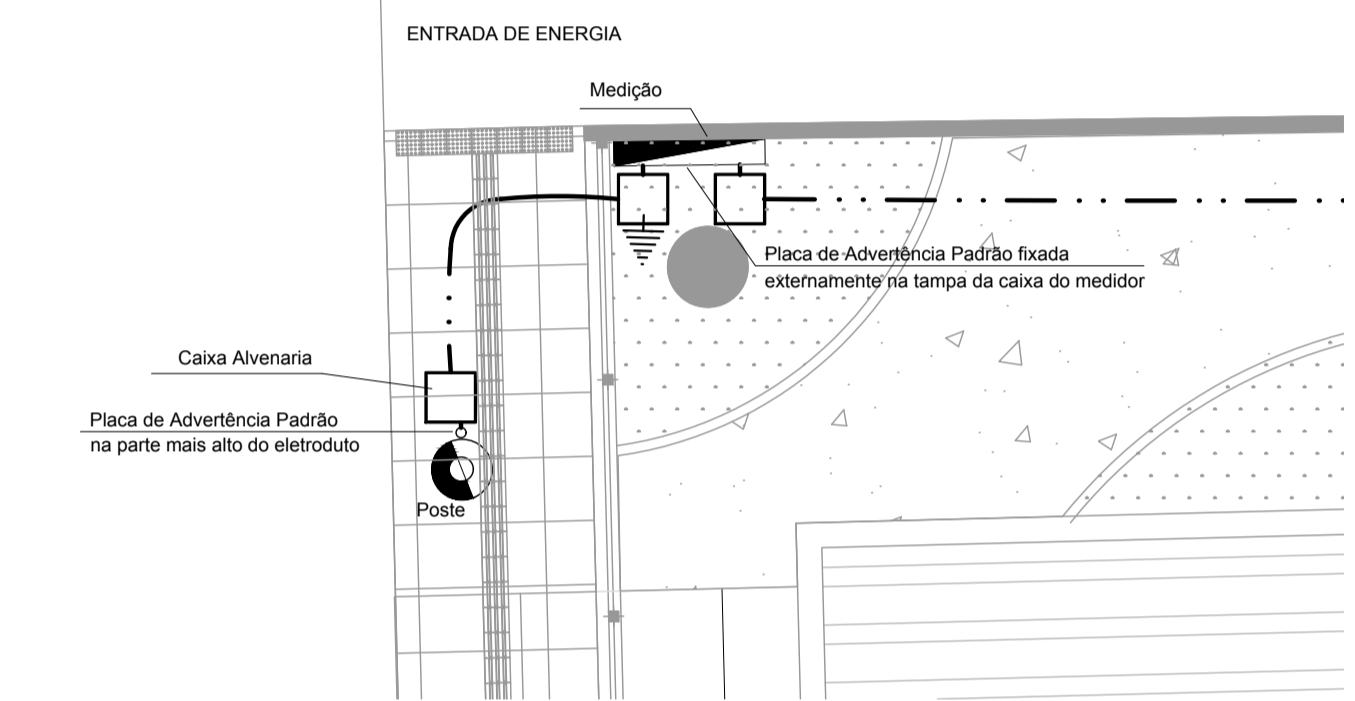 ENTRADA DE ENERGIA
Medição
Placa de Advertência Padrão fixada
externamente na tampa da caixa do medidor
Caixa Alvenaria
Placa de Advertência Padrão
na parte mais alto do eletroduto
Poste